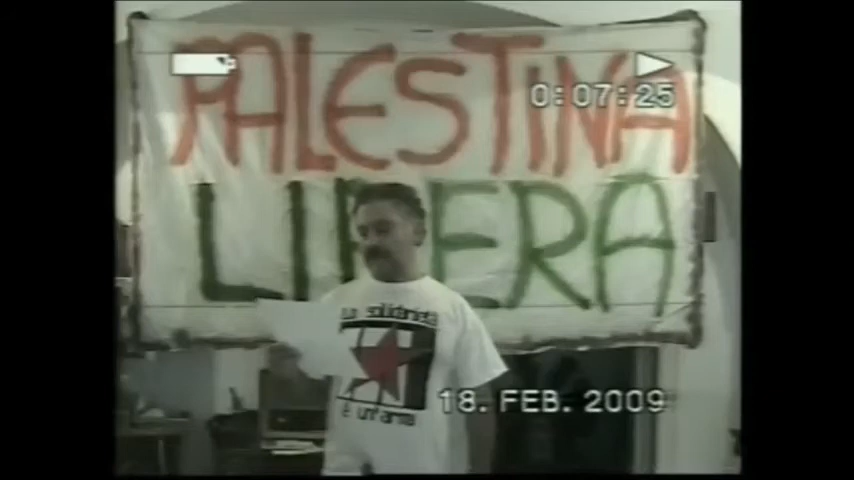 PALESTINA
0:07:25
LIBERA
La solidarietà
è un'arma
18. FEB. 2009